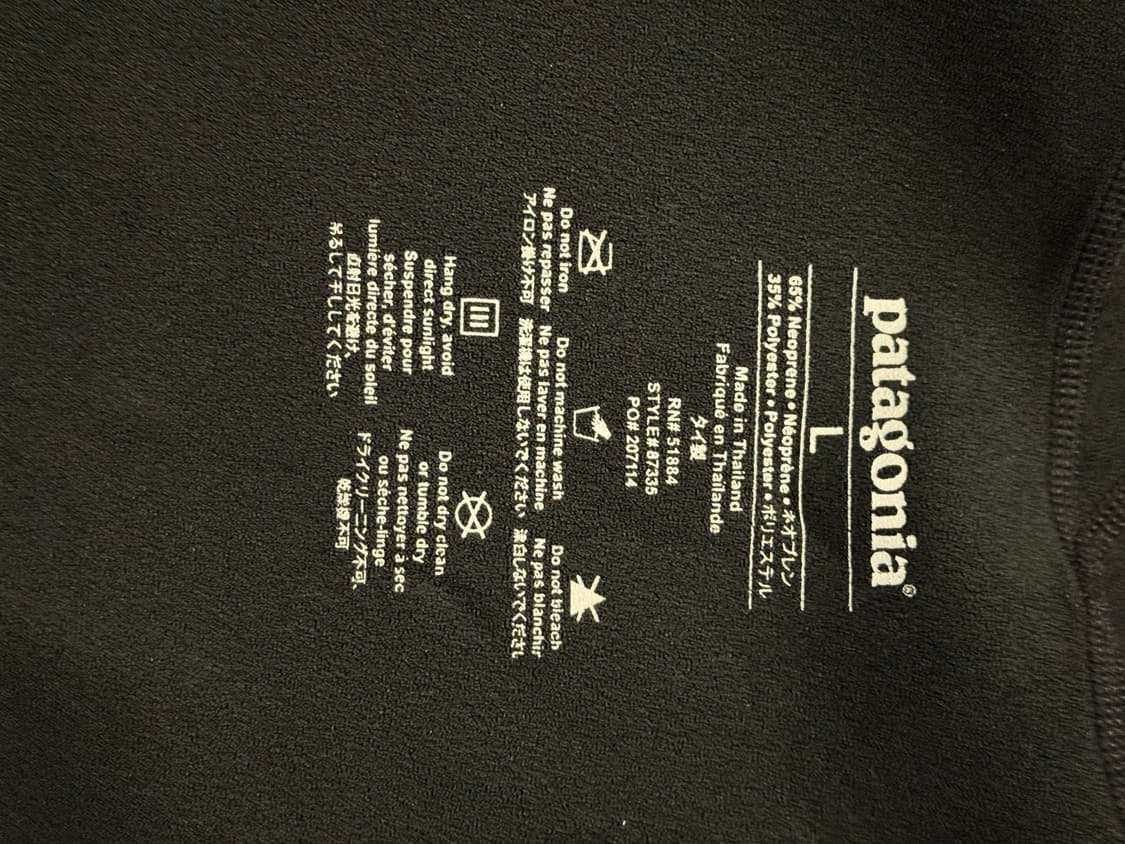 patagonia®
L
65% Neoprene • Néoprène • ネオプレン
35% Polyester • Polyester • ポリエステル
Made in Thailand
Fabriqué en Thaïlande
タイ製
RN# 51884
STYLE# 87335
PO# 207114
Do not iron
Ne pas repasser
アイロン掛け不可
Do not machine wash
Ne pas laver en machine
洗濯機は使用しないでください
Do not bleach
Ne pas blanchir
漂白しないでください
Hang dry, avoid
direct sunlight
Suspendre pour
sécher, d'éviter
lumière directe du soleil
直射日光を避け、
吊るして干ししてください
Do not dry clean
or tumble dry
Ne pas nettoyer à sec
ou sèche-linge
ドライクリーニング不可、
乾燥機不可